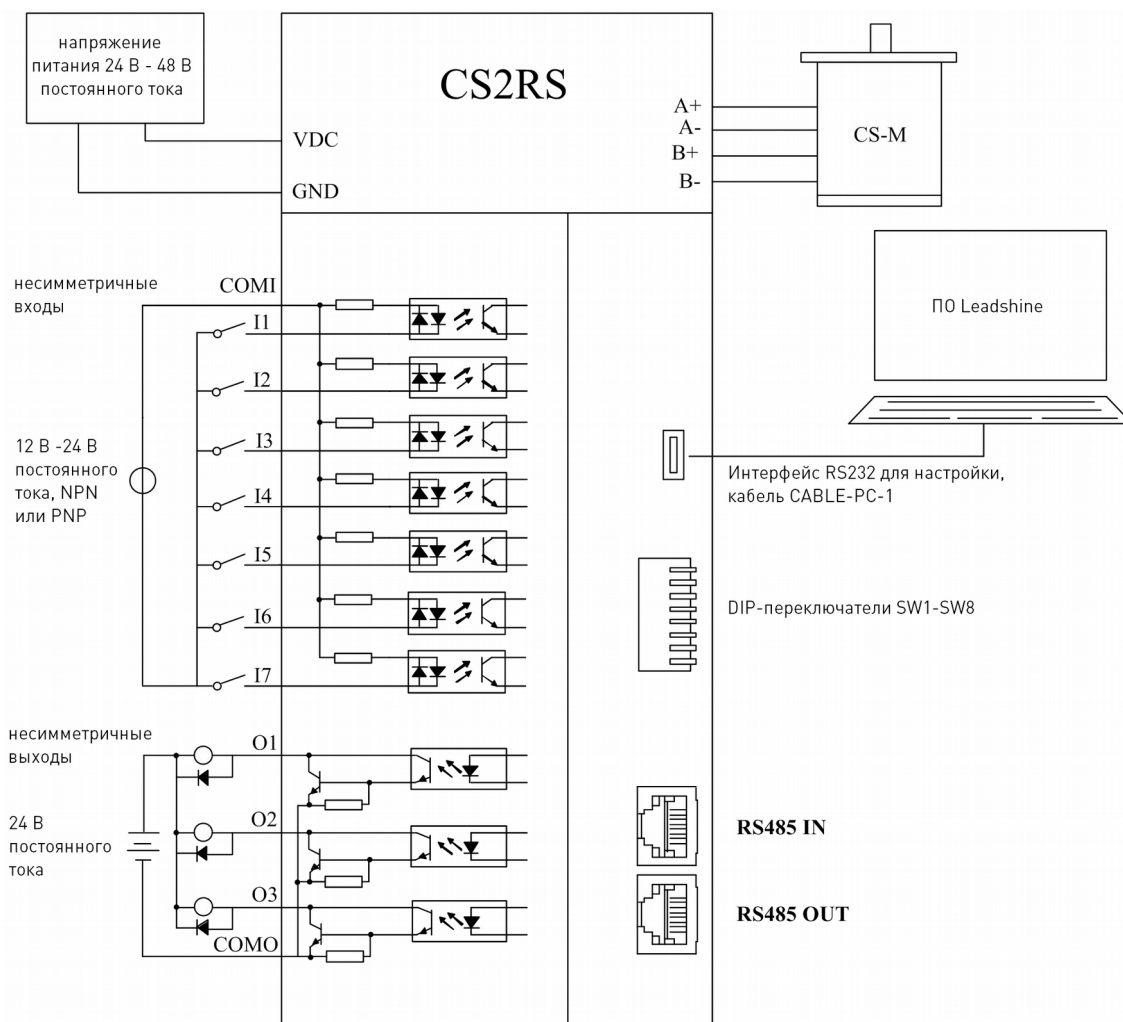 напряжение
питания 24 В - 48 В
постоянного тока
CS2RS
VDC
GND
A+
A-
B+
B-
CS-M
несимметричные
входы
COMI
I1
I2
I3
I4
I5
I6
I7
12 В -24 В
постоянного
тока, NPN
или PNP
ПО Leadshine
Интерфейс RS232 для настройки,
кабель CABLE-PC-1
DIP-переключатели SW1-SW8
несимметричные
выходы
O1
O2
O3
COMO
24 В
постоянного
тока
RS485 IN
RS485 OUT